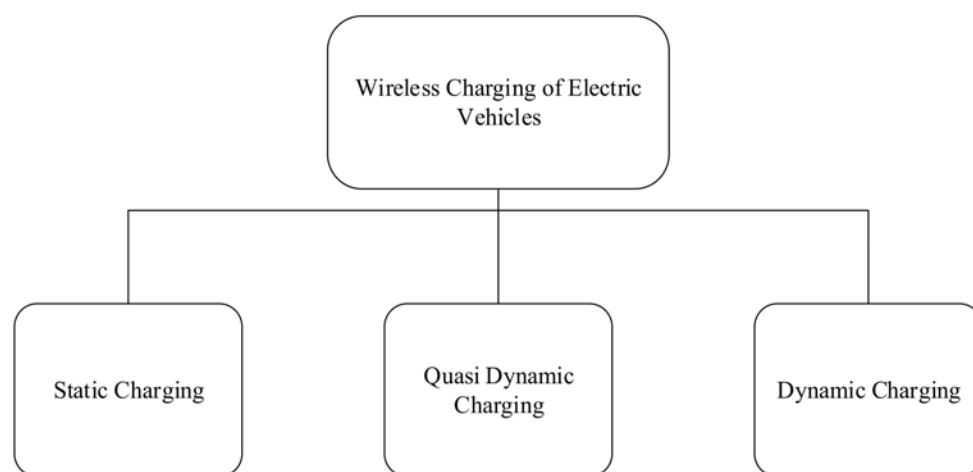 Wireless Charging of Electric
Vehicles
Static Charging
Quasi Dynamic
Charging
Dynamic Charging